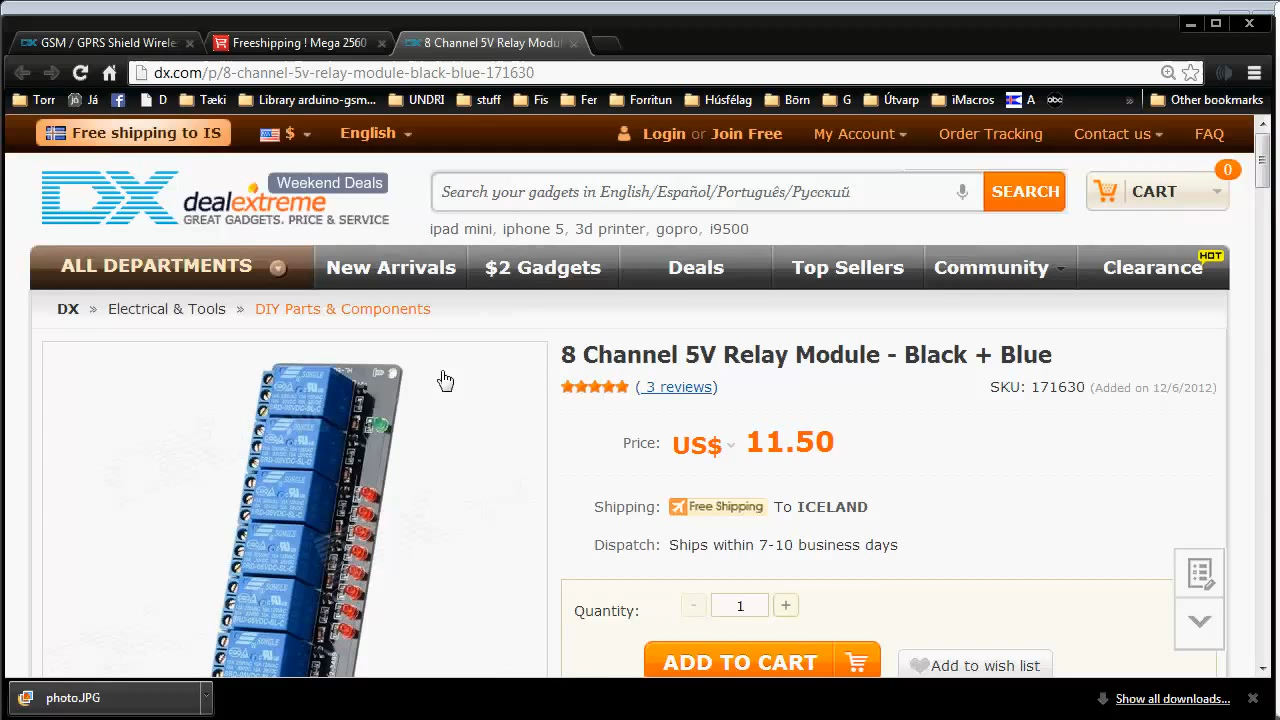 GSM / GPRS Shield Wirele
Freeshipping ! Mega 2560
8 Channel 5V Relay Modul
dx.com/p/8-channel-5v-relay-module-black-blue-171630
Torr
Já
D
Tæki
Library arduino-gsm...
UNDRI
stuff
Fis
Fer
Forritun
Húsfélag
Börn
G
Útvarp
iMacros
A
abc
»
Other bookmarks
Free shipping to IS
$
English
Login or Join Free
My Account
Order Tracking
Contact us
FAQ
DX
Weekend Deals
dealextreme
GREAT GADGETS. PRICE & SERVICE
Search your gadgets in English/Español/Português/Русский
SEARCH
0
CART
ipad mini, iphone 5, 3d printer, gopro, i9500
ALL DEPARTMENTS
New Arrivals
$2 Gadgets
Deals
Top Sellers
Community
Clearance
HOT
DX » Electrical & Tools » DIY Parts & Components
8 Channel 5V Relay Module - Black + Blue
( 3 reviews)
SKU: 171630 (Added on 12/6/2012)
Price: US$ 11.50
Shipping: Free Shipping To ICELAND
Dispatch: Ships within 7-10 business days
Quantity: - 1 +
ADD TO CART
Add to wish list
SONGLE
photo.JPG
Show all downloads...